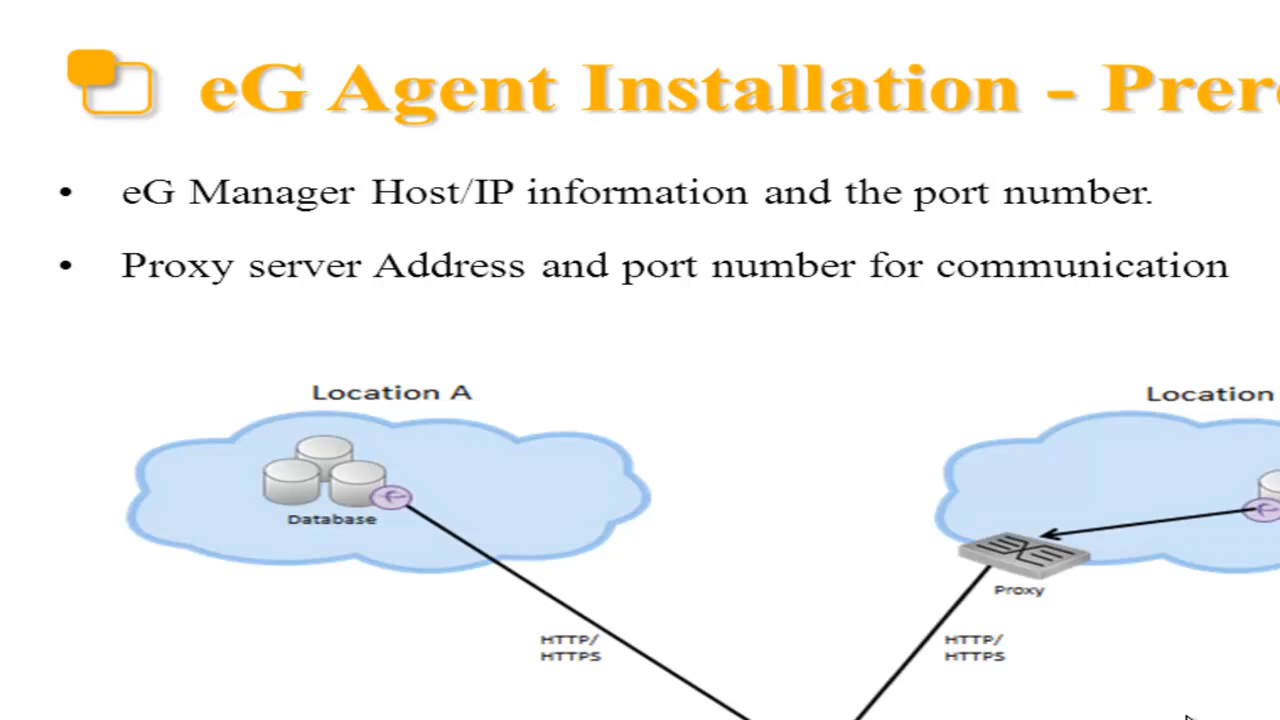 eG Agent Installation -
• eG Manager Host/IP information and the port number.
• Proxy server Address and port number for communication
Location A
Location
Database
Proxy
HTTP/
HTTPS
HTTP/
HTTPS